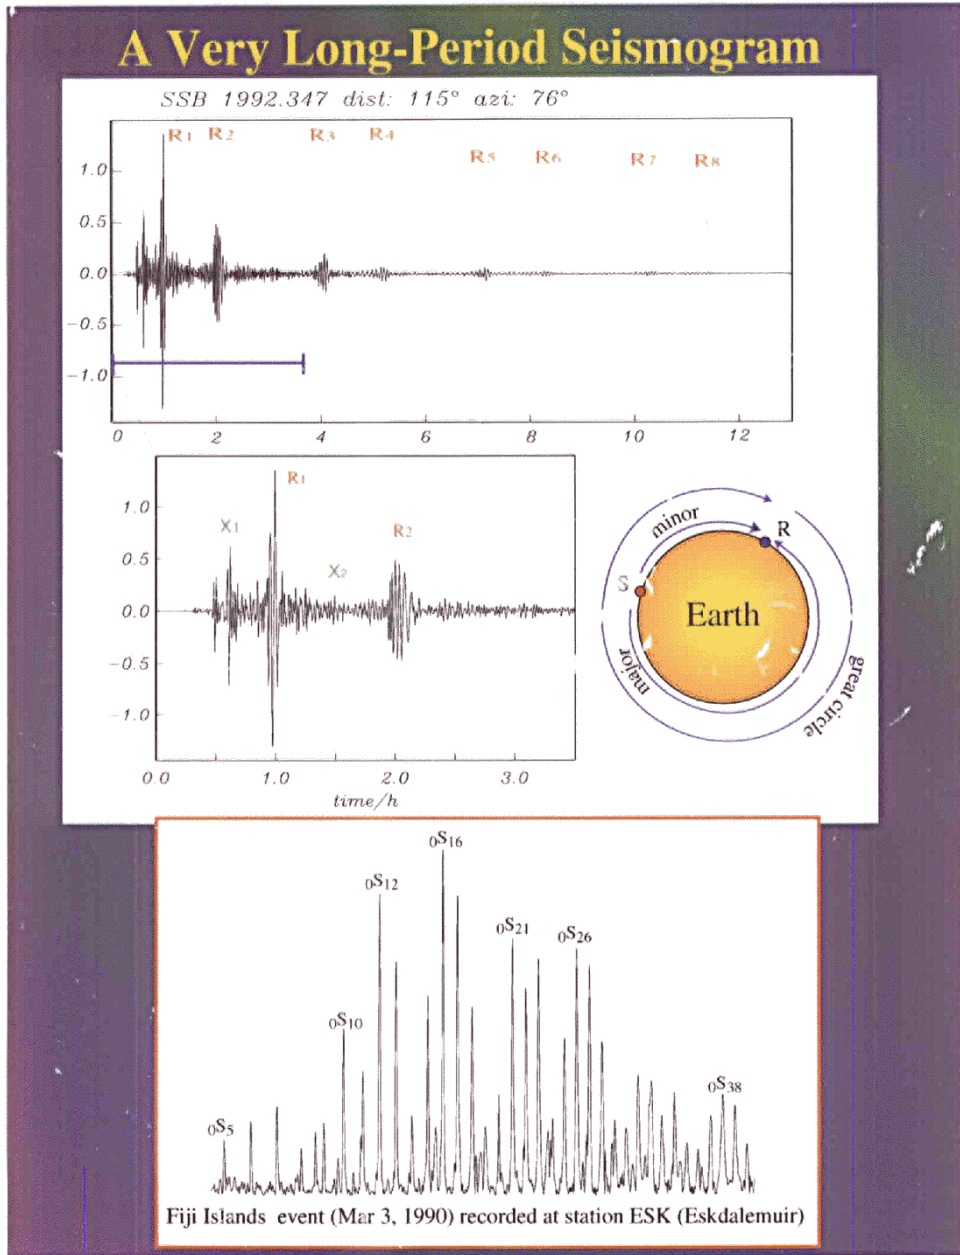 A Very Long-Period Seismogram
SSB 1992.347 dist: 115° azi: 76°
R1 R2 R3 R4 R5 R6 R7 R8
1.0
0.5
0.0
−0.5
−1.0
0 2 4 6 8 10 12
R1
X1
R2
X2
1.0
0.5
0.0
−0.5
−1.0
0.0 1.0 2.0 3.0
time/h
minor
R
S
Earth
major
great circle
0S16
0S12
0S21
0S26
0S10
0S38
0S5
Fiji Islands event (Mar 3, 1990) recorded at station ESK (Eskdalemuir)